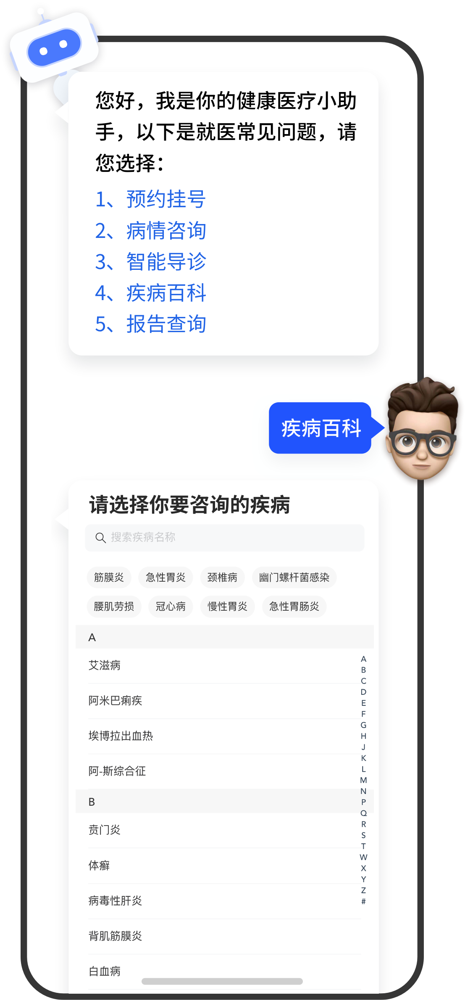 您好，我是你的健康医疗小助
手，以下是就医常见问题，请
您选择：
1、预约挂号
2、病情咨询
3、智能导诊
4、疾病百科
5、报告查询
疾病百科
请选择你要咨询的疾病
搜索疾病名称
筋膜炎 急性胃炎 颈椎病 幽门螺杆菌感染
腰肌劳损 冠心病 慢性胃炎 急性胃肠炎
A
艾滋病
阿米巴痢疾
埃博拉出血热
阿-斯综合征
B
贲门炎
体癣
病毒性肝炎
背肌筋膜炎
白血病
A
B
C
D
E
F
G
H
J
K
L
M
N
P
Q
R
S
T
W
X
Y
Z
#